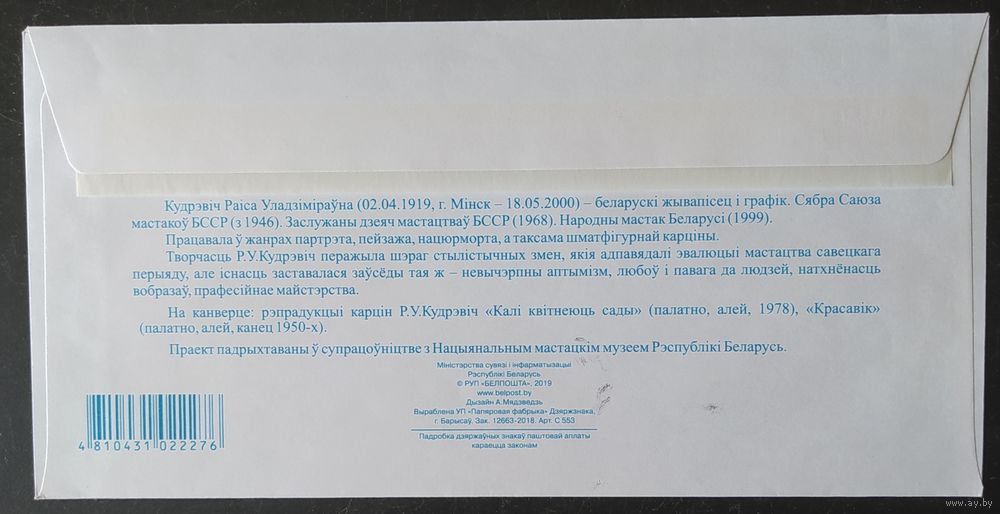 Кудрэвіч Раіса Уладзіміраўна (02.04.1919, г. Мінск – 18.05.2000) – беларускі жывапісец і графік. Сябра Саюза
мастакоў БССР (з 1946). Заслужаны дзеяч мастацтваў БССР (1968). Народны мастак Беларусі (1999).
Працавала ў жанрах партрэта, пейзажа, нацюрморта, а таксама шматфігурнай карціны.
Творчасць Р.У.Кудрэвіч перажыла шэраг стылістычных змен, якія адпавядалі эвалюцыі мастацтва савецкага
перыяду, але існасць заставалася заўсёды тая ж – невычэрпны аптымізм, любоў і павага да людзей, натхнёнасць
вобразаў, прафесійнае майстэрства.
На канверце: рэпрадукцыі карцін Р.У.Кудрэвіч «Калі квітнеюць сады» (палатно, алей, 1978), «Красавік»
(палатно, алей, канец 1950-х).
Праект падрыхтаваны ў супрацоўніцтве з Нацыянальным мастацкім музеем Рэспублікі Беларусь.
Міністэрства сувязі і інфарматызацыі
Рэспублікі Беларусь
© РУП «БЕЛПОШТА», 2019
www.belpost.by
Дызайн А.Мядзведзь
Выраблена УП «Папяровая фабрыка» Дзяржзнака,
г. Барысаў. Зак. 12663-2018. Арт. С 553
Падробка дзяржаўных знакаў паштовай аплаты
караецца законам
4 810431 022276
www.ay.by